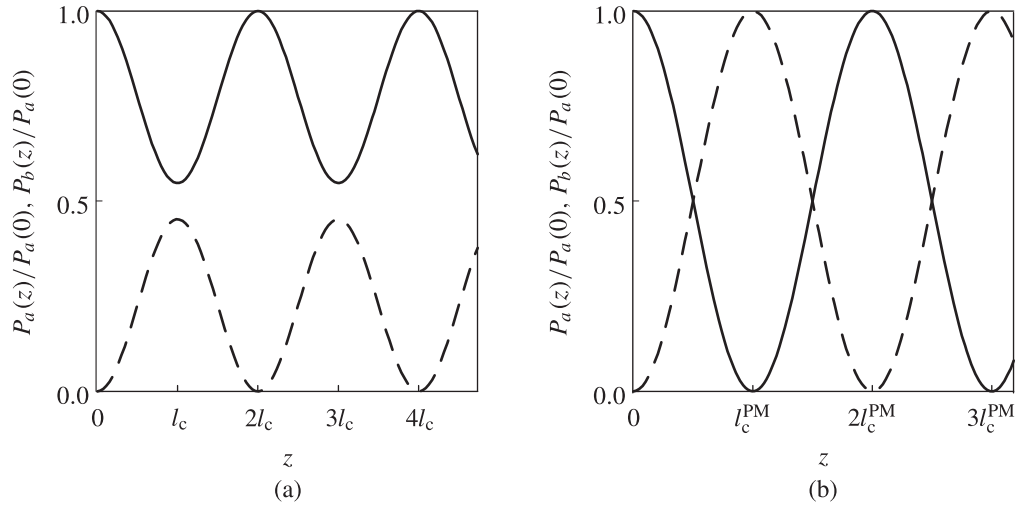 P_a(z)/P_a(0), P_b(z)/P_a(0)
1.0
0.5
0.0
0 l_c 2l_c 3l_c 4l_c
z
(a)
P_a(z)/P_a(0), P_b(z)/P_a(0)
1.0
0.5
0.0
0 l_c^PM 2l_c^PM 3l_c^PM
z
(b)